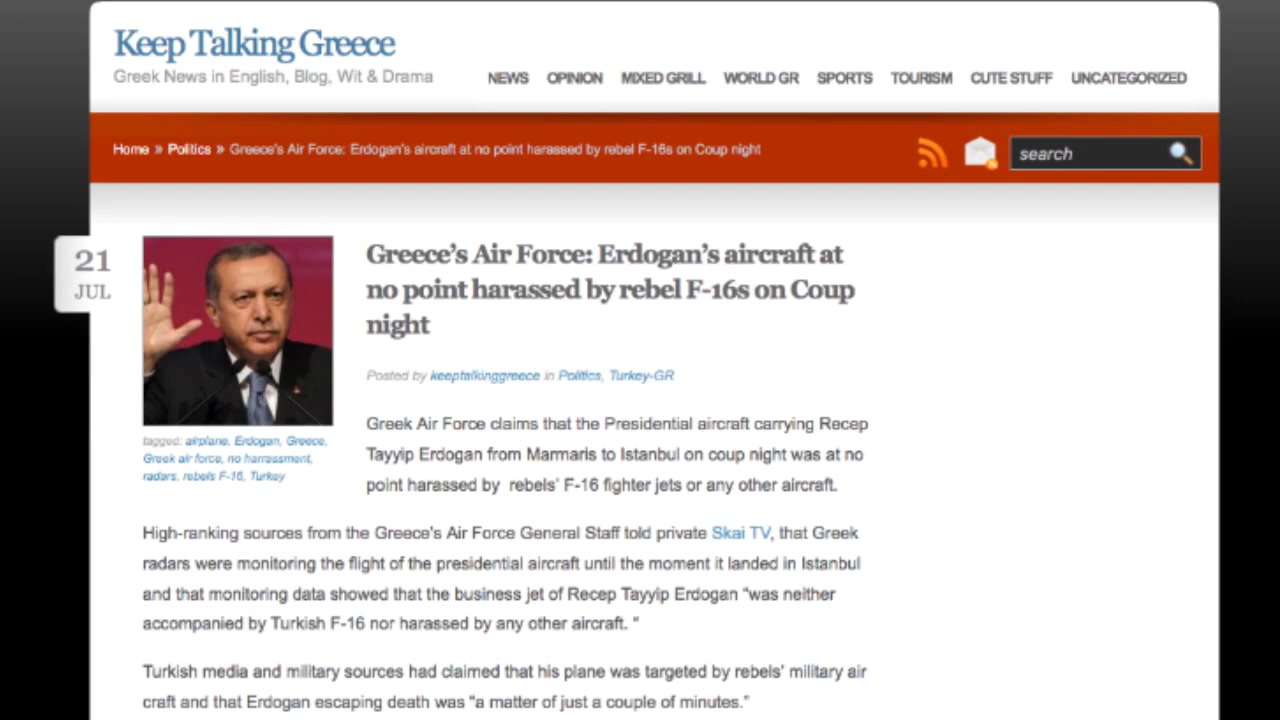 Keep Talking Greece
Greek News in English, Blog, Wit & Drama
NEWS OPINION MIXED GRILL WORLD GR SPORTS TOURISM CUTE STUFF UNCATEGORIZED
Home » Politics » Greece's Air Force: Erdogan's aircraft at no point harassed by rebel F-16s on Coup night
search
21
JUL
Greece's Air Force: Erdogan's aircraft at
no point harassed by rebel F-16s on Coup
night
Posted by keeptalkinggreece in Politics, Turkey-GR
tagged: airplane, Erdogan, Greece,
Greek air force, no harrassment,
radars, rebels F-16, Turkey
Greek Air Force claims that the Presidential aircraft carrying Recep
Tayyip Erdogan from Marmaris to Istanbul on coup night was at no
point harassed by rebels' F-16 fighter jets or any other aircraft.
High-ranking sources from the Greece's Air Force General Staff told private Skai TV, that Greek
radars were monitoring the flight of the presidential aircraft until the moment it landed in Istanbul
and that monitoring data showed that the business jet of Recep Tayyip Erdogan "was neither
accompanied by Turkish F-16 nor harassed by any other aircraft. "
Turkish media and military sources had claimed that his plane was targeted by rebels' military air
craft and that Erdogan escaping death was "a matter of just a couple of minutes."